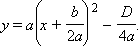 y = a(x + b/2a)² − D/4a.